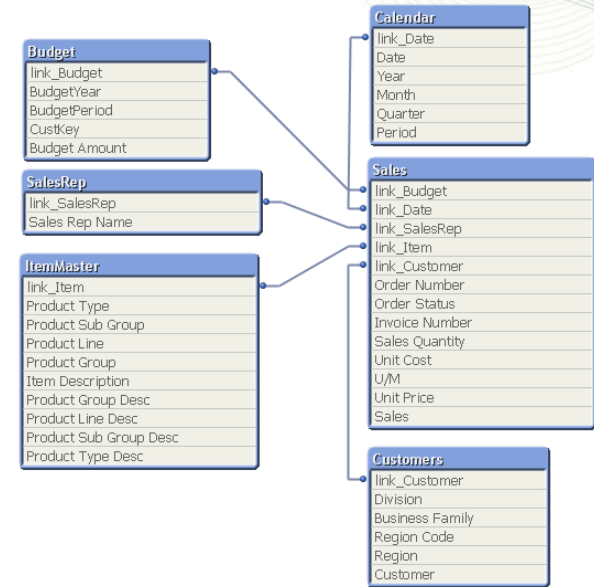 Budget
link_Budget
BudgetYear
BudgetPeriod
CustKey
Budget Amount
SalesRep
link_SalesRep
Sales Rep Name
ItemMaster
link_Item
Product Type
Product Sub Group
Product Line
Product Group
Item Description
Product Group Desc
Product Line Desc
Product Sub Group Desc
Product Type Desc
Calendar
link_Date
Date
Year
Month
Quarter
Period
Sales
link_Budget
link_Date
link_SalesRep
link_Item
link_Customer
Order Number
Order Status
Invoice Number
Sales Quantity
Unit Cost
U/M
Unit Price
Sales
Customers
link_Customer
Division
Business Family
Region Code
Region
Customer